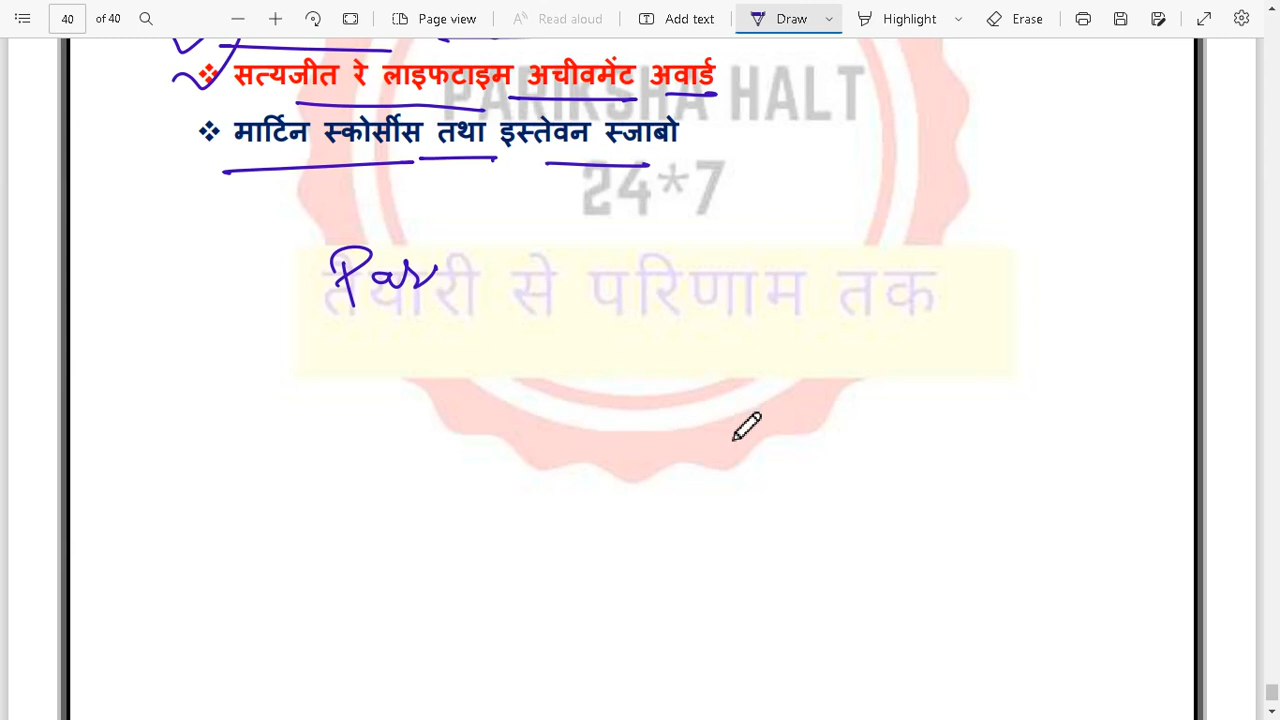 40 of 40 Page view Read aloud Add text Draw Highlight Erase
❖ सत्यजीत रे लाइफटाइम अचीवमेंट अवार्ड
PARIKSHA HALT
❖ मार्टिन स्कोर्सीस तथा इस्तेवन स्जाबो
24*7
Par
तैयारी से परिणाम तक